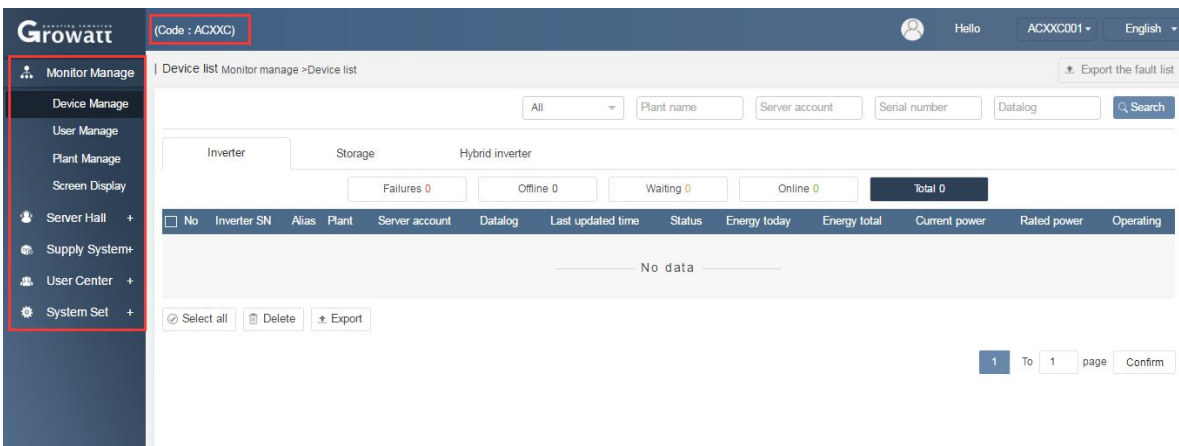 powering tomorrow
Growatt
(Code : ACXXC)
Hello
ACXXC001
English
Monitor Manage
Device Manage
User Manage
Plant Manage
Screen Display
Server Hall +
Supply System+
User Center +
System Set +
| Device list Monitor manage >Device list
Export the fault list
All
Plant name
Server account
Serial number
Datalog
Search
Inverter
Storage
Hybrid inverter
Failures 0
Offline 0
Waiting 0
Online 0
Total 0
No Inverter SN Alias Plant Server account Datalog Last updated time Status Energy today Energy total Current power Rated power Operating
No data
Select all
Delete
Export
1 To 1 page Confirm